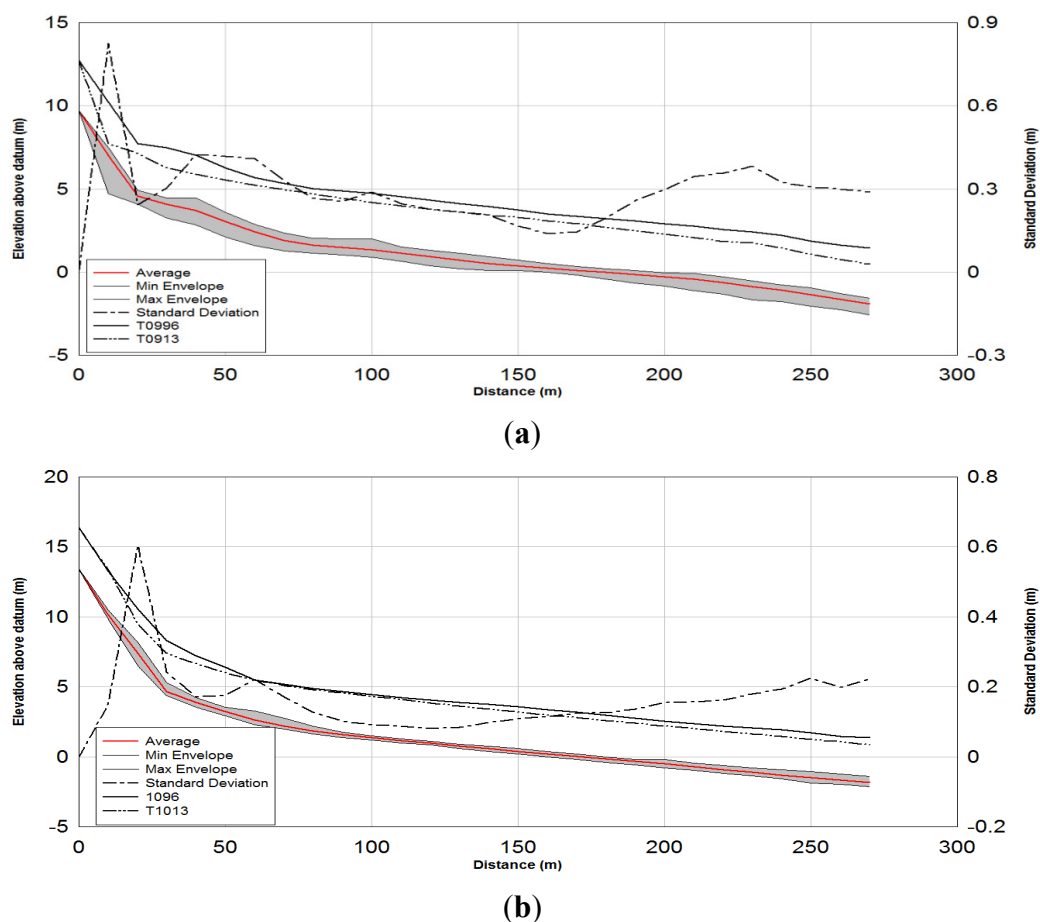 15
10
5
0
-5
Elevation above datum (m)
0.9
0.6
0.3
0
-0.3
Standard Deviation (m)
Average
Min Envelope
Max Envelope
Standard Deviation
T0996
T0913
0 50 100 150 200 250 300
Distance (m)
(a)
20
15
10
5
0
-5
Elevation above datum (m)
0.8
0.6
0.4
0.2
0
-0.2
Standard Deviation (m)
Average
Min Envelope
Max Envelope
Standard Deviation
1096
T1013
0 50 100 150 200 250 300
Distance (m)
(b)